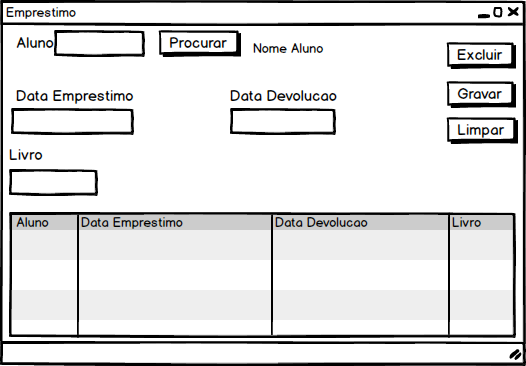 Emprestimo
Aluno Procurar Nome Aluno Excluir
Data Emprestimo Data Devolucao Gravar
Limpar
Livro
Aluno Data Emprestimo Data Devolucao Livro